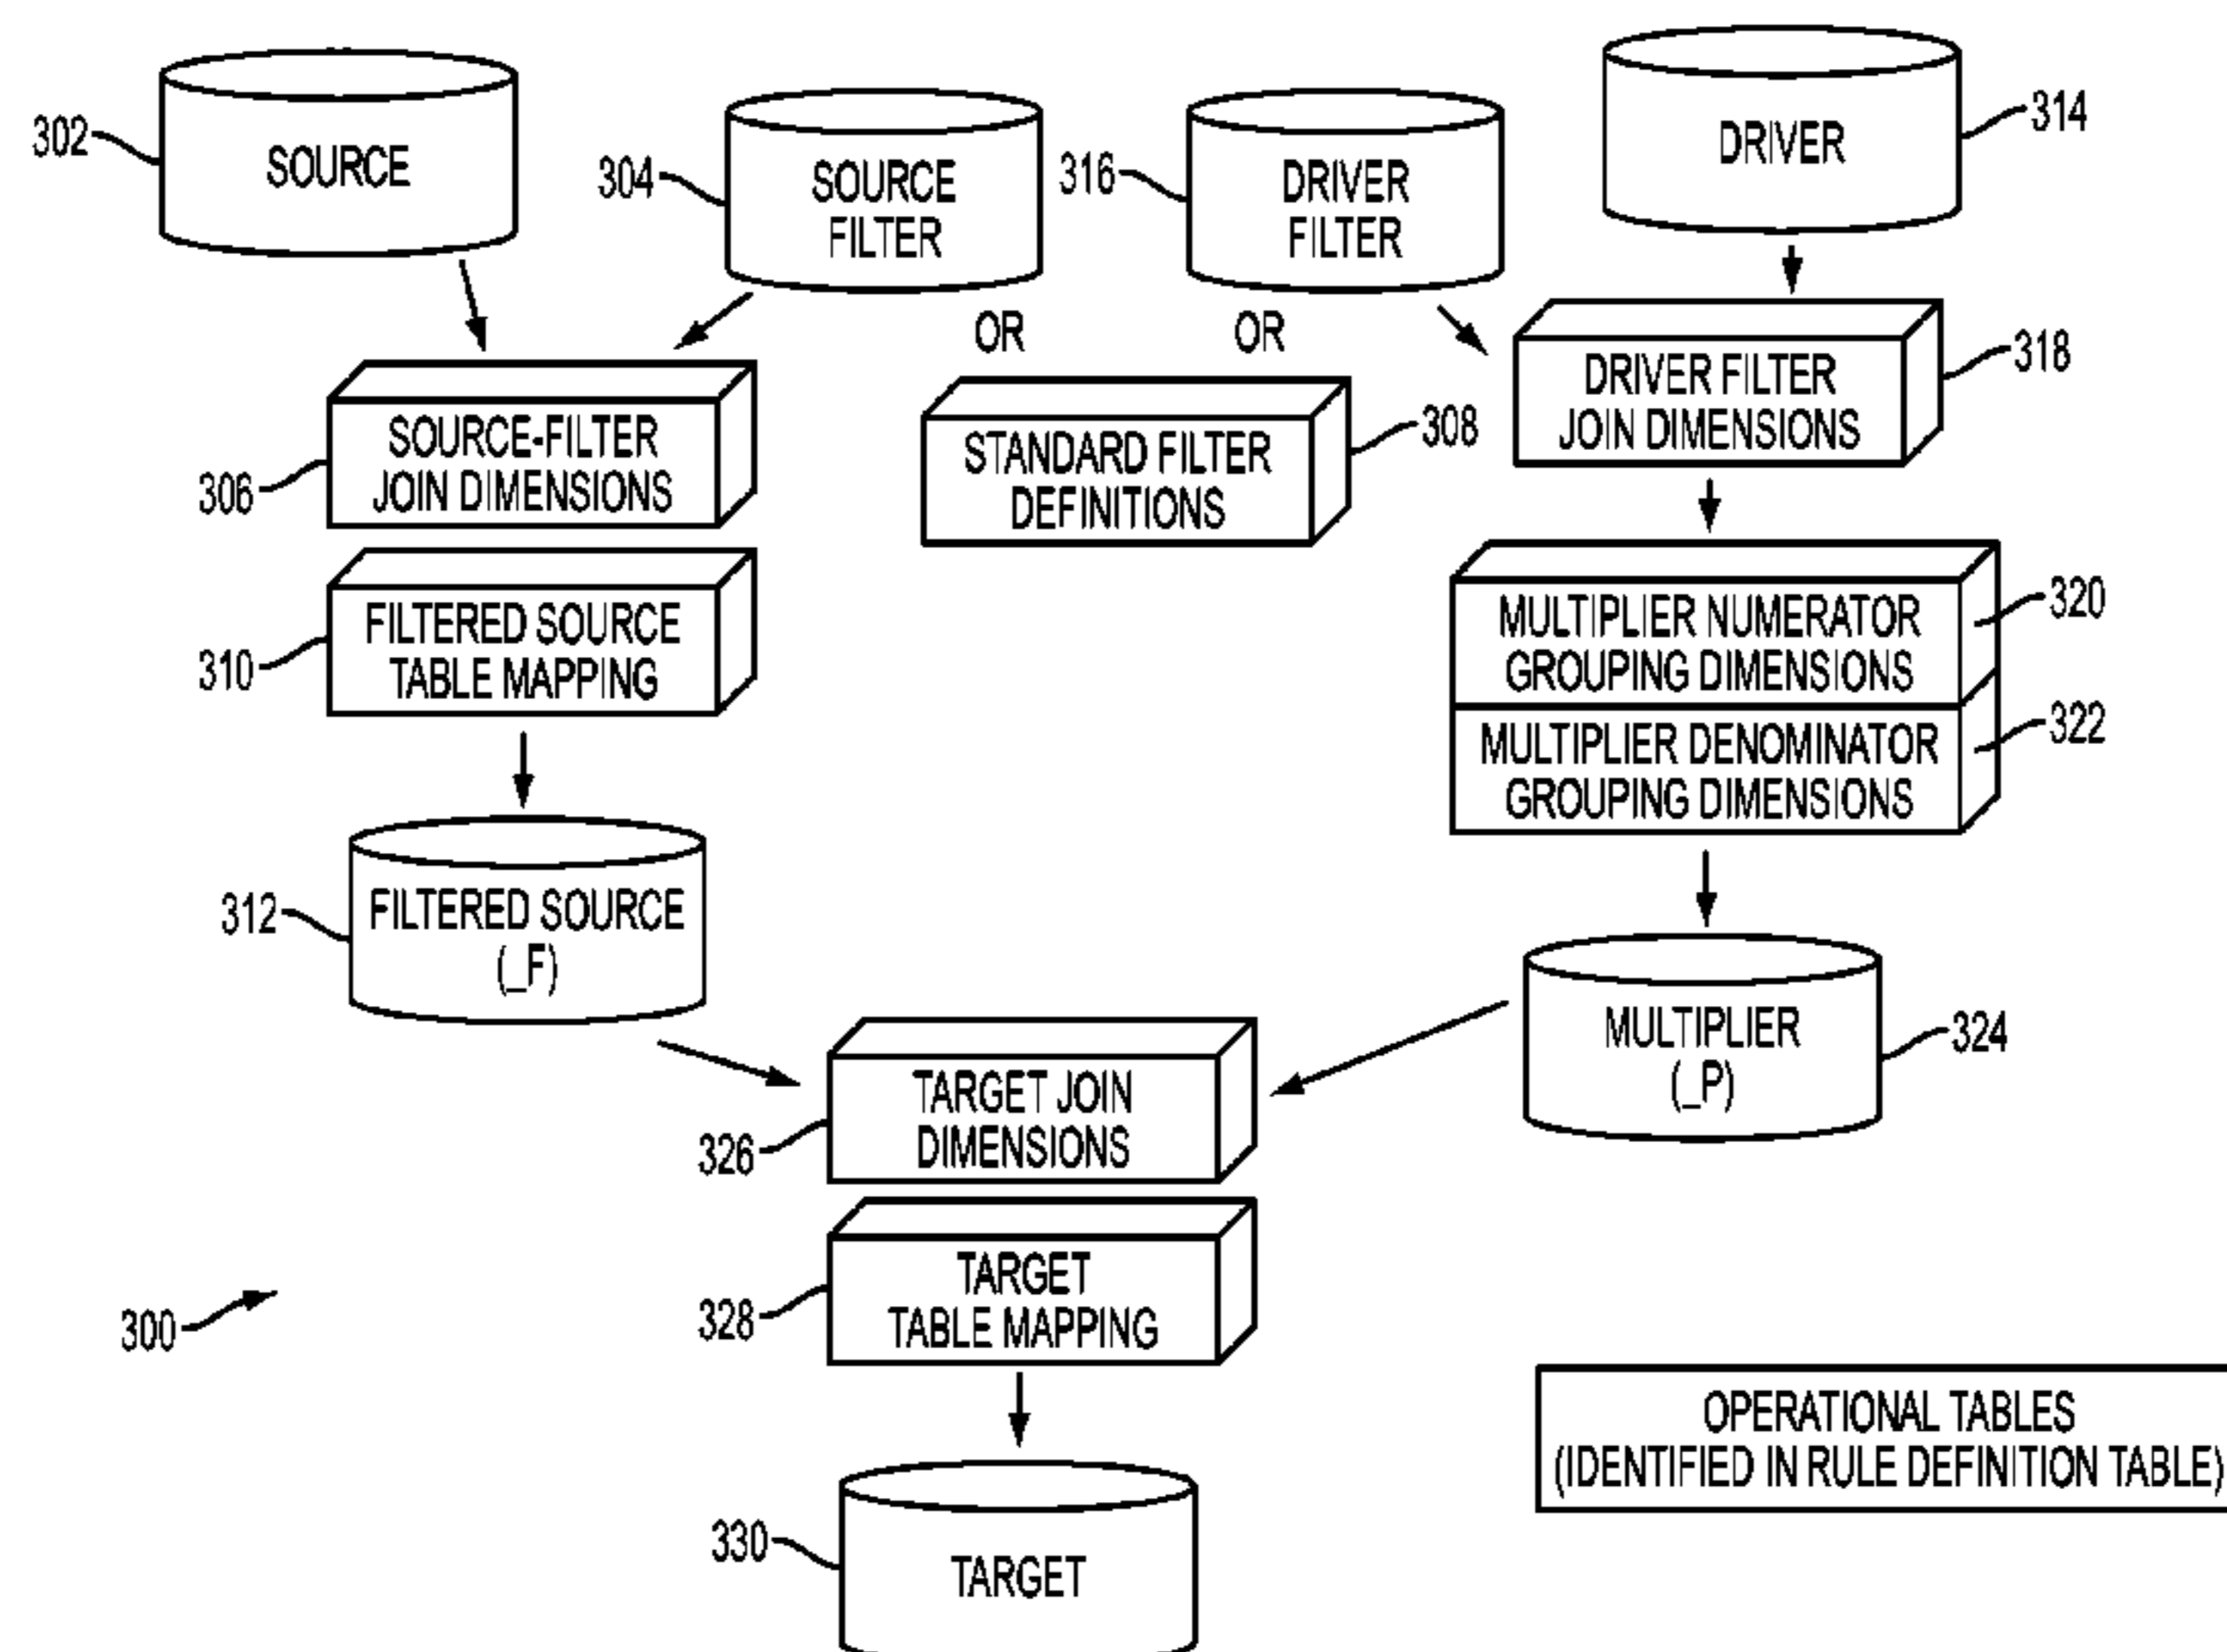 302
SOURCE
304
SOURCE
FILTER
316
DRIVER
FILTER
DRIVER
314
OR
OR
306
SOURCE-FILTER
JOIN DIMENSIONS
STANDARD FILTER
DEFINITIONS
308
DRIVER FILTER
JOIN DIMENSIONS
318
310
FILTERED SOURCE
TABLE MAPPING
MULTIPLIER NUMERATOR
GROUPING DIMENSIONS
320
MULTIPLIER DENOMINATOR
GROUPING DIMENSIONS
322
312
FILTERED SOURCE
(_F)
MULTIPLIER
(_P)
324
326
TARGET JOIN
DIMENSIONS
328
TARGET
TABLE MAPPING
300
OPERATIONAL TABLES
(IDENTIFIED IN RULE DEFINITION TABLE)
330
TARGET